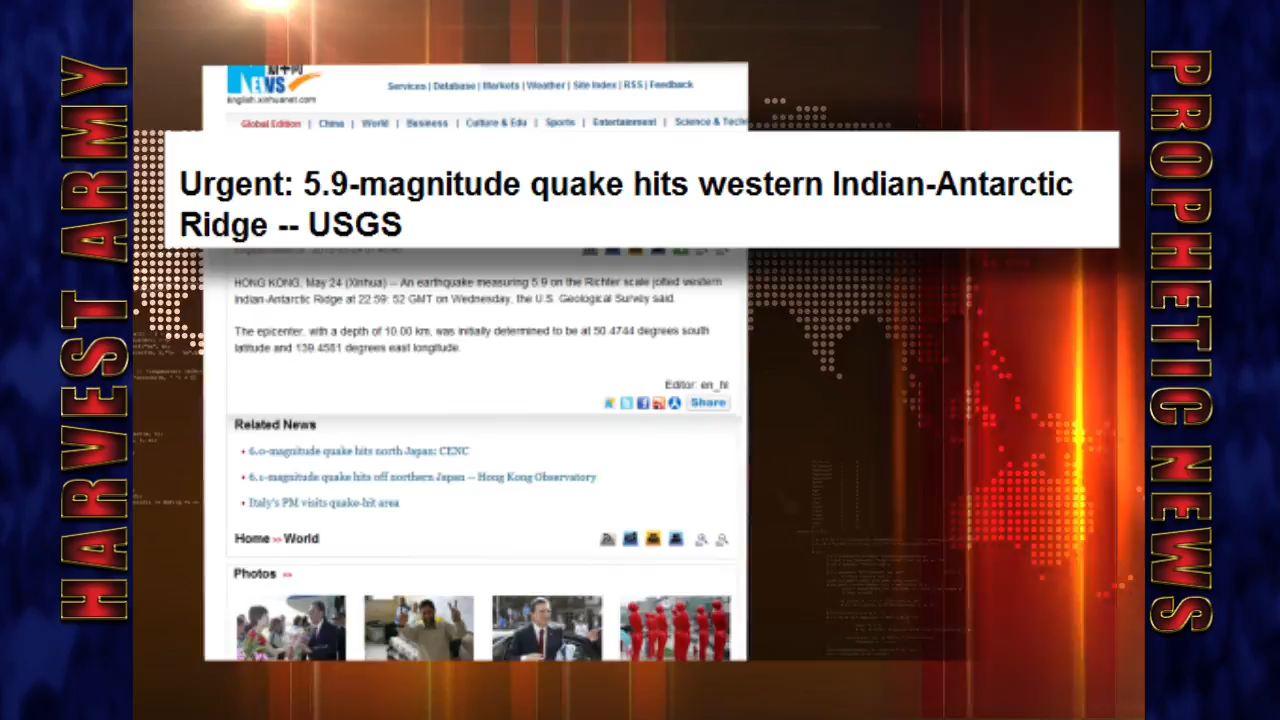 HARVEST ARMY
PROPHETIC NEWS
NEWS
English.xinhuanet.com
Services | Database | Markets | Weather | Site Index | RSS | Feedback
Global Edition | China | World | Business | Culture & Edu | Sports | Entertainment | Science & Tech
Urgent: 5.9-magnitude quake hits western Indian-Antarctic
Ridge -- USGS
HONG KONG, May 24 (Xinhua) -- An earthquake measuring 5.9 on the Richter scale jolted western
Indian-Antarctic Ridge at 22:59: 52 GMT on Wednesday, the U.S. Geological Survey said.
The epicenter, with a depth of 10.00 km, was initially determined to be at 50.4744 degrees south
latitude and 139.4581 degrees east longitude.
Editor: en_hl
Share
Related News
• 6.0-magnitude quake hits north Japan: CENC
• 6.1-magnitude quake hits off northern Japan -- Hong Kong Observatory
• Italy's PM visits quake-hit area
Home >> World
Photos >>